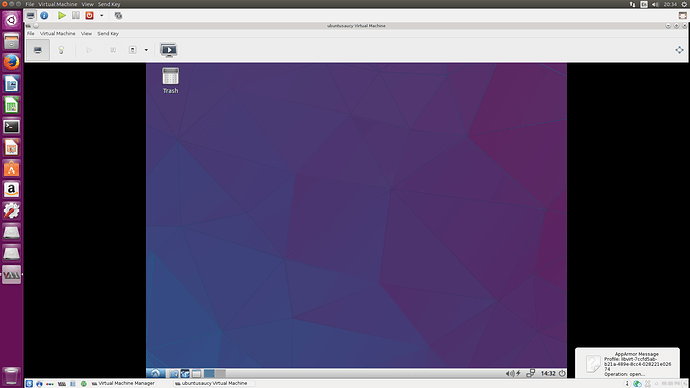 File Virtual Machine View Send Key
20:34
ubuntusaucy Virtual Machine
File Virtual Machine View Send Key
Trash
14:32
AppArmor Message
Profile: libvirt-7ccfd5ab-
b21a-489e-8cc4-028221e026
74
Operation: open...
Virtual Machine Manager
ubuntusaucy Virtual Machine